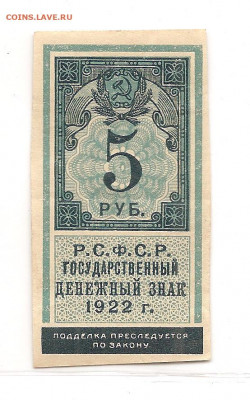 COINS.LAVE.RU
5
РУБ.
Р.С.Ф.С.Р
ГОСУДАРСТВЕННЫЙ
ДЕНЕЖНЫЙ ЗНАК
1922 г.
ПОДДЕЛКА ПРЕСЛЕДУЕТСЯ
ПО ЗАКОНУ.